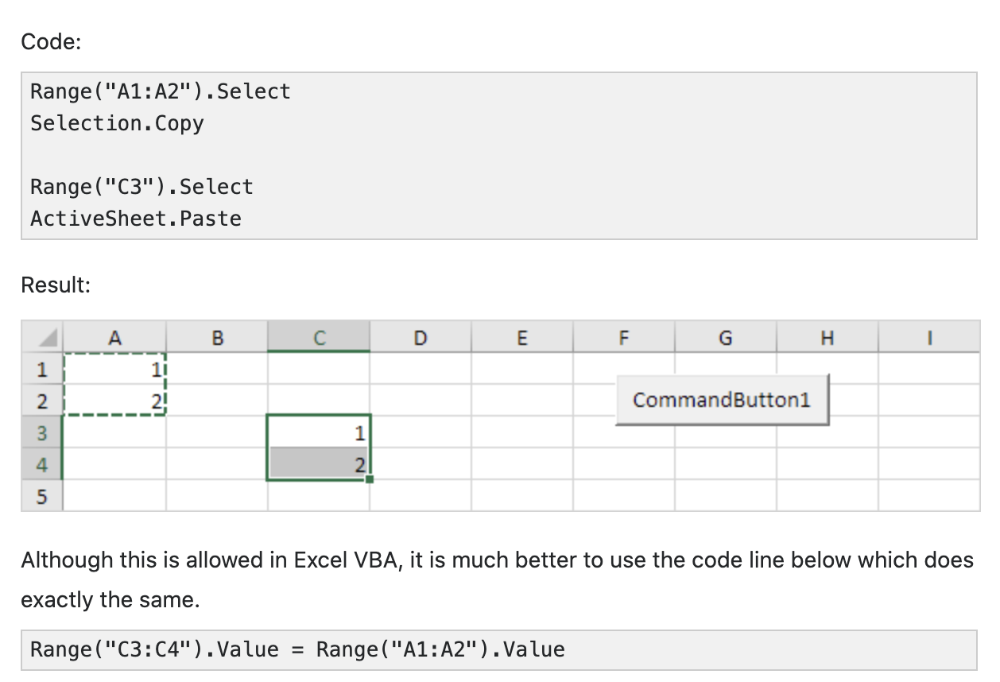 Code:
Range("A1:A2").Select
Selection.Copy
Range("C3").Select
ActiveSheet.Paste
Result:
A B C D E F G H I
1 1
2 2
CommandButton1
3 1
4 2
5
Although this is allowed in Excel VBA, it is much better to use the code line below which does
exactly the same.
Range("C3:C4").Value = Range("A1:A2").Value